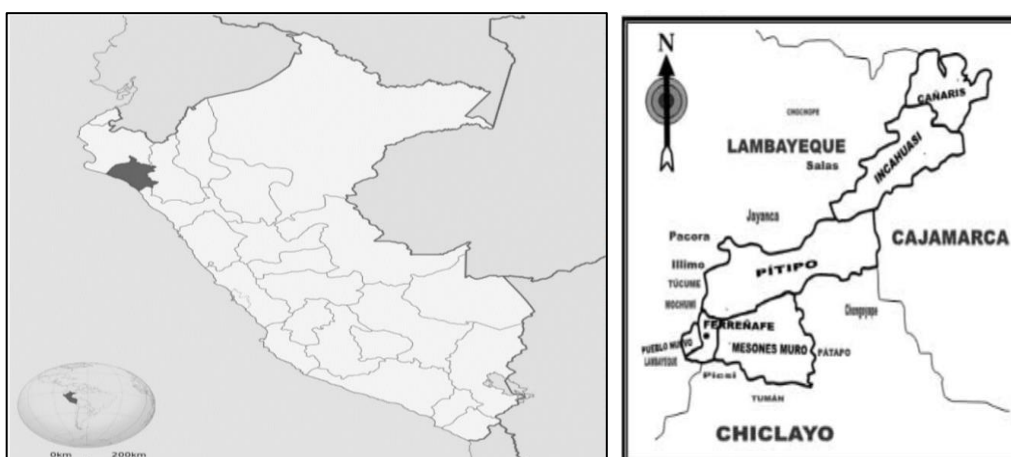 0km 200km
N
CAÑARIS
CHOCHOPE
LAMBAYEQUE
Salas
INCAHUASI
Jayanca
Pacora
CAJAMARCA
Illimo
PÍTIPO
TÚCUME
MOCHUMÍ
Chongoyape
FERREÑAFE
PUEBLO NUEVO
MESONES MURO
PÁTAPO
LAMBAYEQUE
Picsi
TUMÁN
CHICLAYO